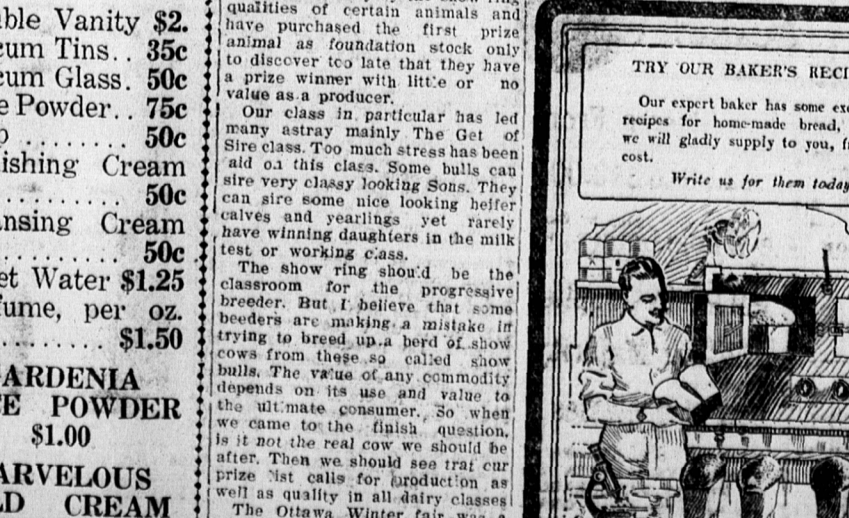 ble Vanity $2.
cum Tins.. 35c
cum Glass. 50c
e Powder.. 75c
50c
ishing Cream
50c
nsing Cream
50c
et Water $1.25
fume, per oz.
$1.50
ARDENIA
E POWDER
$1.00
ARVELOUS
LD CREAM
qualities of certain animals and
have purchased the first prize
animal as foundation stock only
to discover too late that they have
a prize winner with little or no
value as a producer.
Our class in particular has led
many astray mainly The Get of
Sire class. Too much stress has been
aid on this class. Some bulls can
sire very classy looking Sons. They
can sire some nice looking heifer
calves and yearlings yet rarely
have winning daughters in the milk
test or working class.
The show ring should be the
classroom for the progressive
breeder. But I believe that some
beeders are making a mistake in
trying to breed up a herd of show
cows from these so called show
bulls. The value of any commodity
depends on its use and value to
the ultimate consumer. So when
we came to the finish question,
is it not the real cow we should be
after. Then we should see trat cur
prize list calls for production as
well as quality in all dairy classes
The Ottawa Winter fair was a
TRY OUR BAKER'S RECI
Our expert baker has some ex
recipes for home-made bread,
we will gladly supply to you, f
cost.
Write us for them today